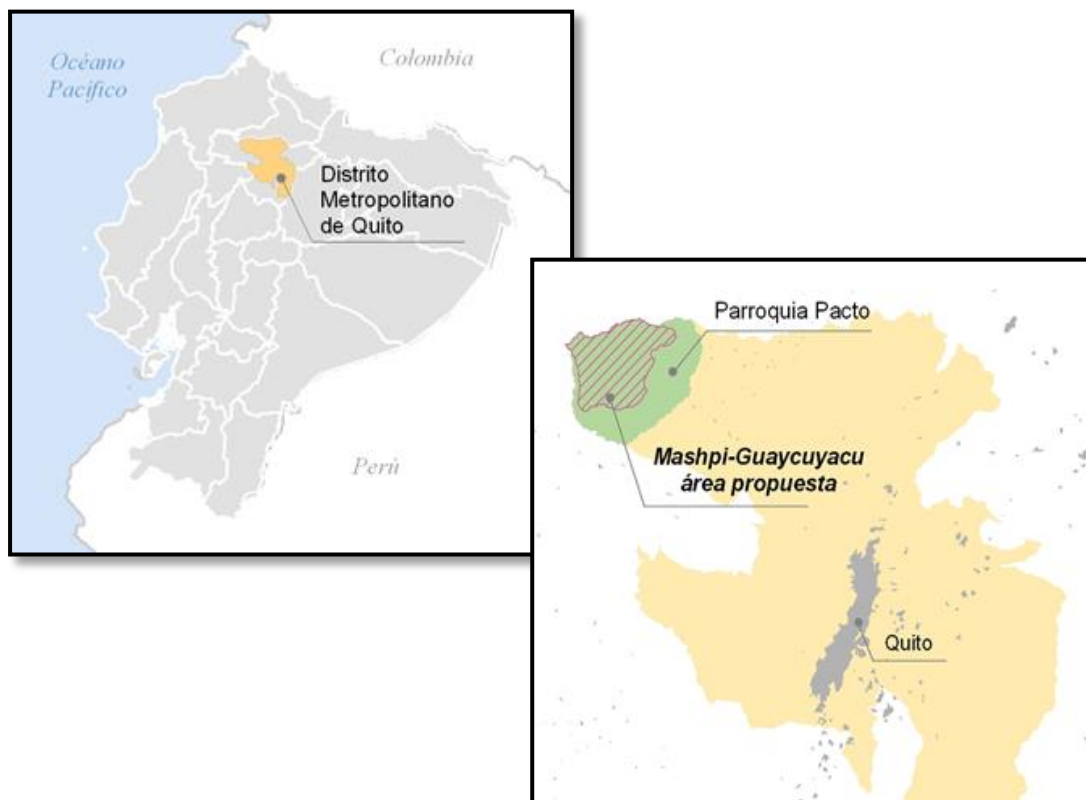 Océano
Pacífico
Colombia
Distrito
Metropolitano
de Quito
Perú
Parroquia Pacto
Mashpi-Guaycuyacu
área propuesta
Quito